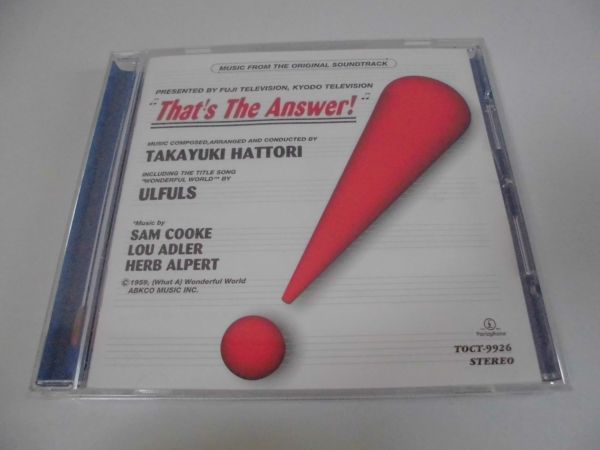 MUSIC FROM THE ORIGINAL SOUNDTRACK
PRESENTED BY FUJI TELEVISION, KYODO TELEVISION
"That's The Answer!"
MUSIC COMPOSED, ARRANGED AND CONDUCTED BY
TAKAYUKI HATTORI
INCLUDING THE TITLE SONG
"WONDERFUL WORLD"* BY
ULFULS
*Music by
SAM COOKE
LOU ADLER
HERB ALPERT
©1959, (What A) Wonderful World
ABKCO MUSIC INC.
Parlophone
TOCT-9926
STEREO